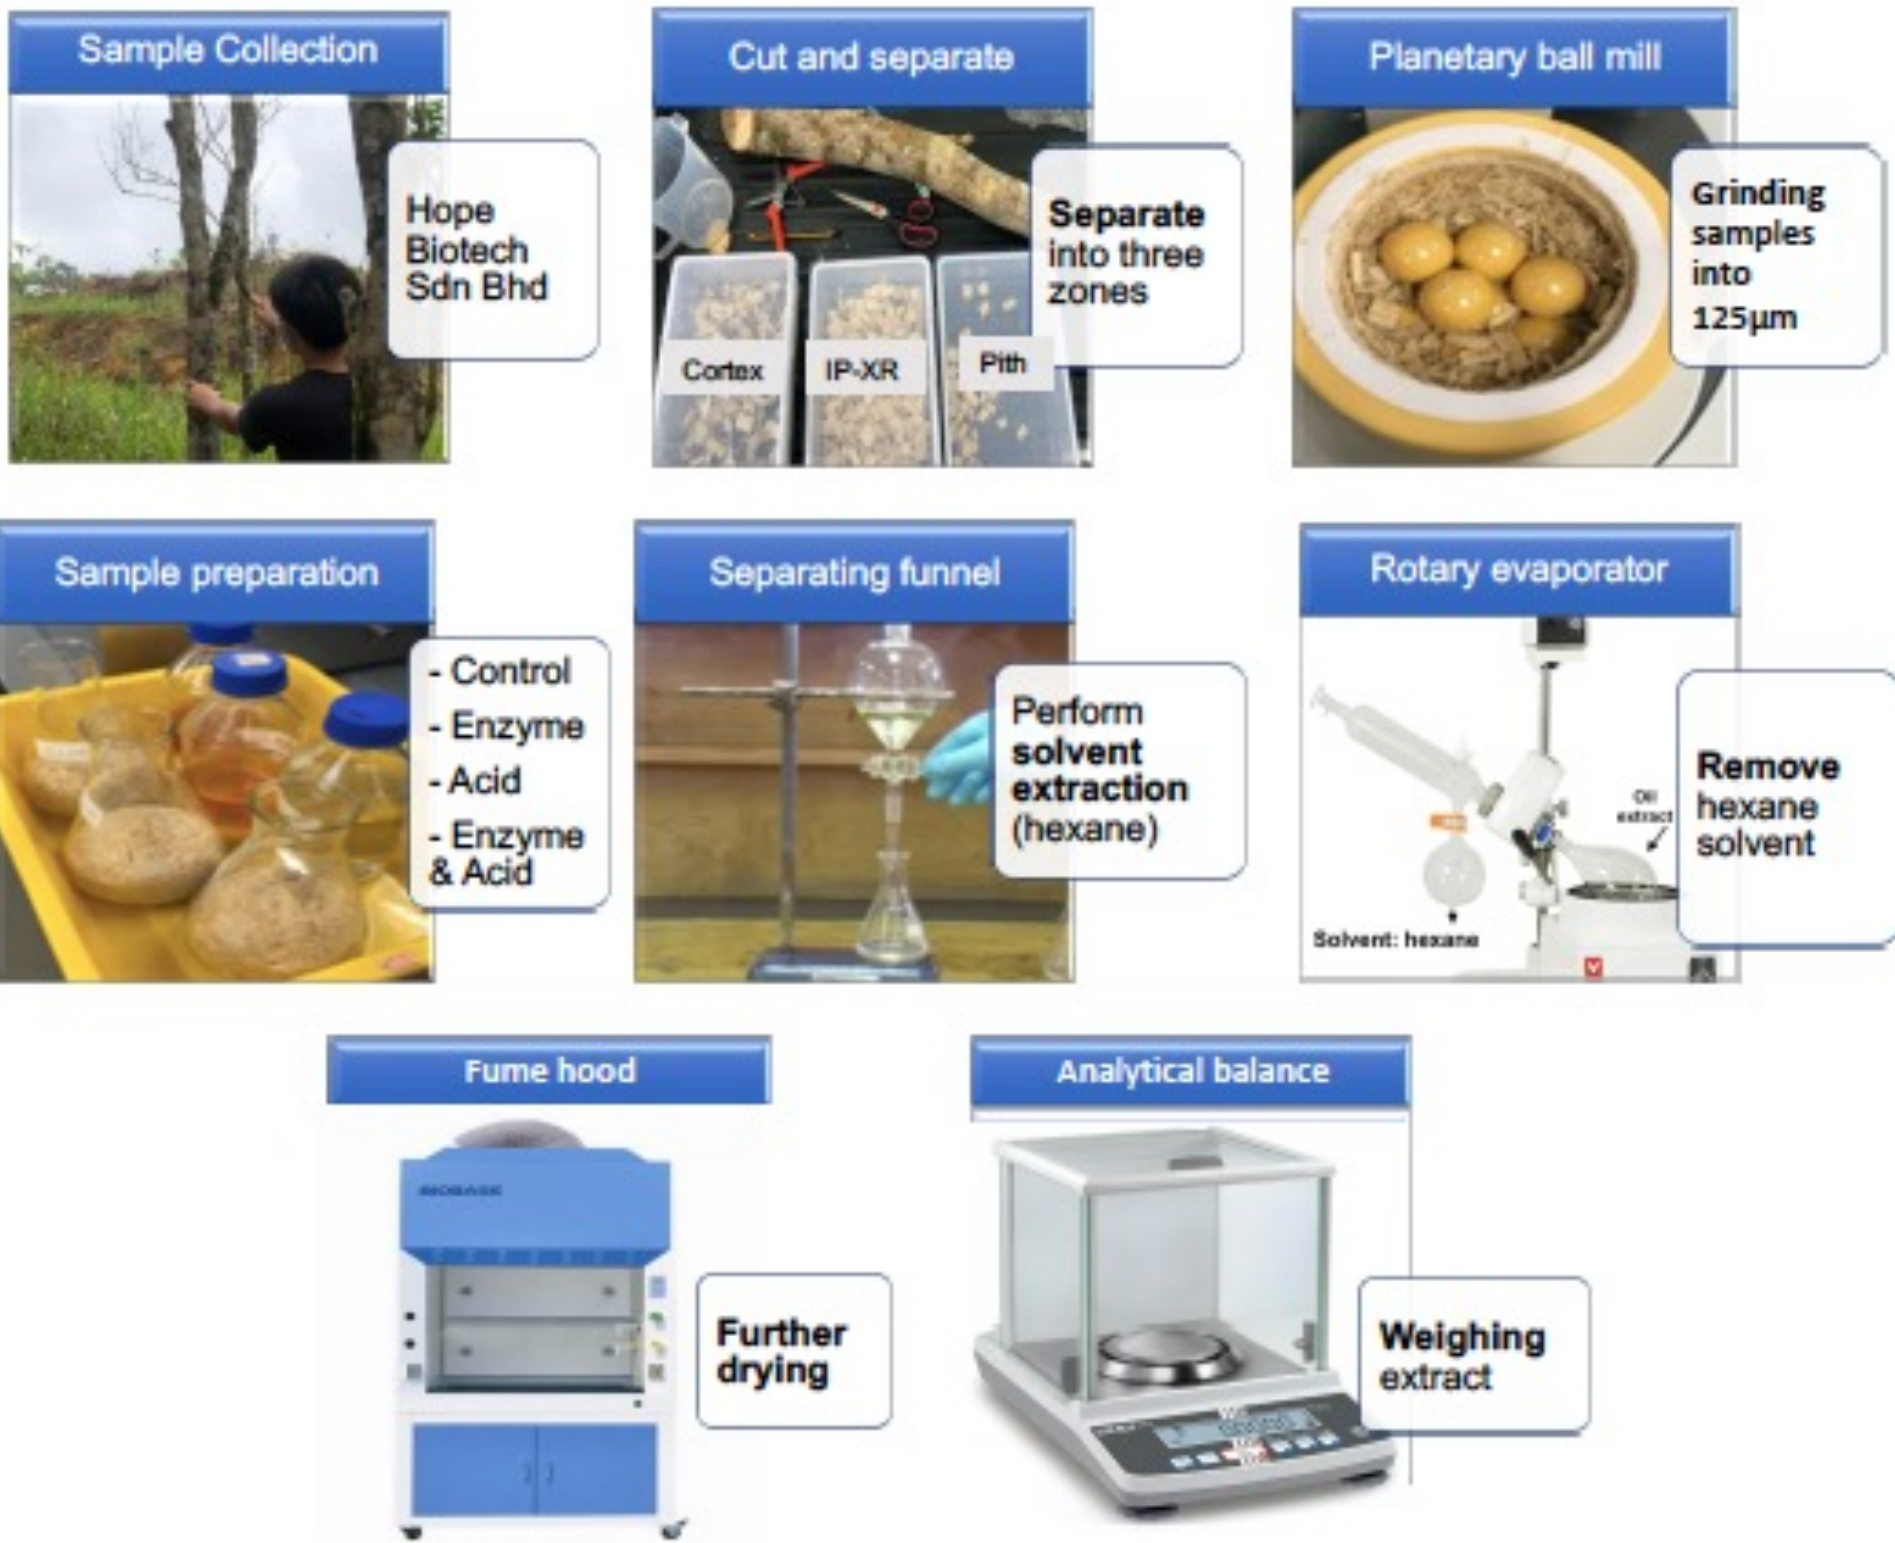 Sample Collection
Hope
Biotech
Sdn Bhd
Cut and separate
Separate
into three
zones
Cortex
IP-XR
Pith
Planetary ball mill
Grinding
samples
into
125µm
Sample preparation
- Control
- Enzyme
- Acid
- Enzyme
& Acid
Separating funnel
Perform
solvent
extraction
(hexane)
Rotary evaporator
Oil
extract
Solvent: hexane
Remove
hexane
solvent
Fume hood
BIOBASE
Further
drying
Analytical balance
Weighing
extract